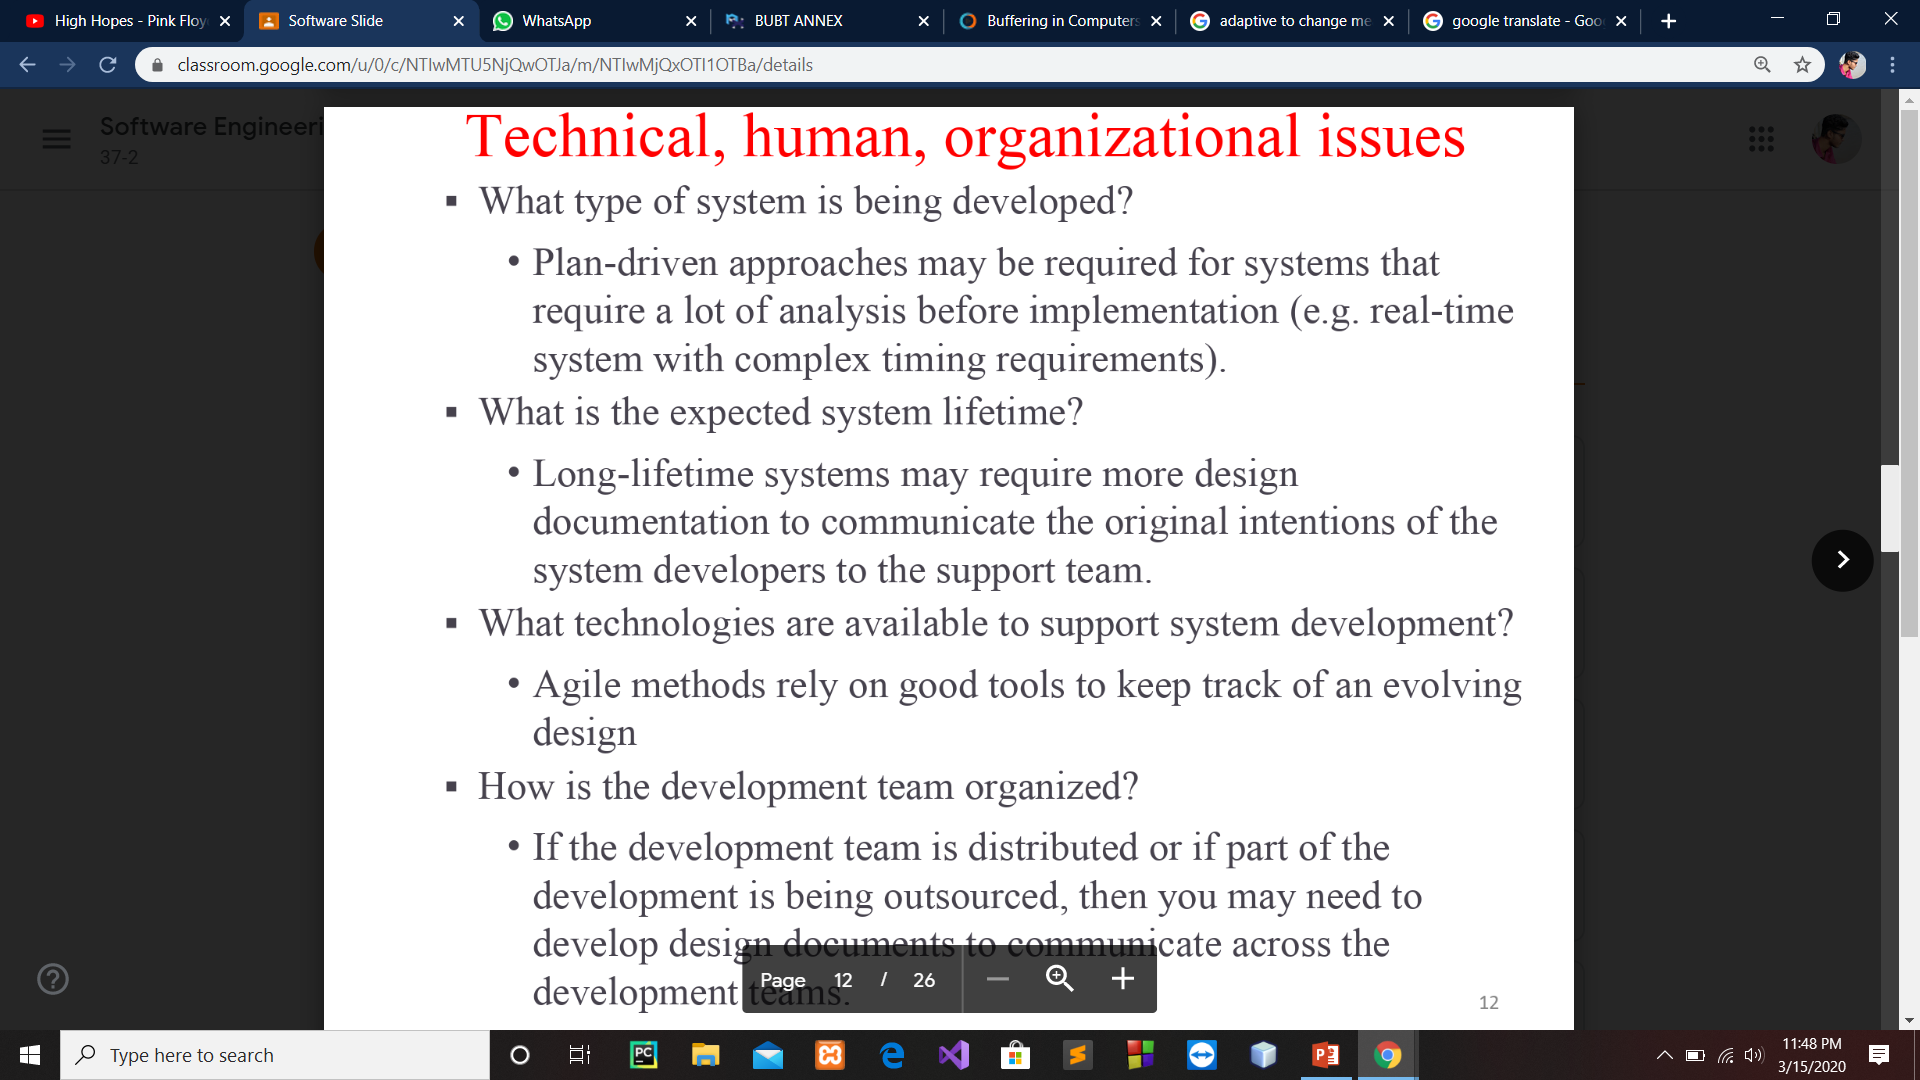 High Hopes - Pink Floy
Software Slide
WhatsApp
BUBT ANNEX
Buffering in Computers
adaptive to change me
google translate - Goo
classroom.google.com/u/0/c/NTIwMTU5NjQwOTJa/m/NTIwMjQxOTI1OTBa/details
Software Engineeri
37-2
Technical, human, organizational issues
▪ What type of system is being developed?
• Plan-driven approaches may be required for systems that
require a lot of analysis before implementation (e.g. real-time
system with complex timing requirements).
▪ What is the expected system lifetime?
• Long-lifetime systems may require more design
documentation to communicate the original intentions of the
system developers to the support team.
▪ What technologies are available to support system development?
• Agile methods rely on good tools to keep track of an evolving
design
▪ How is the development team organized?
• If the development team is distributed or if part of the
development is being outsourced, then you may need to
develop design documents to communicate across the
development teams.
Page 12 / 26
12
Type here to search
PC
11:48 PM
3/15/2020